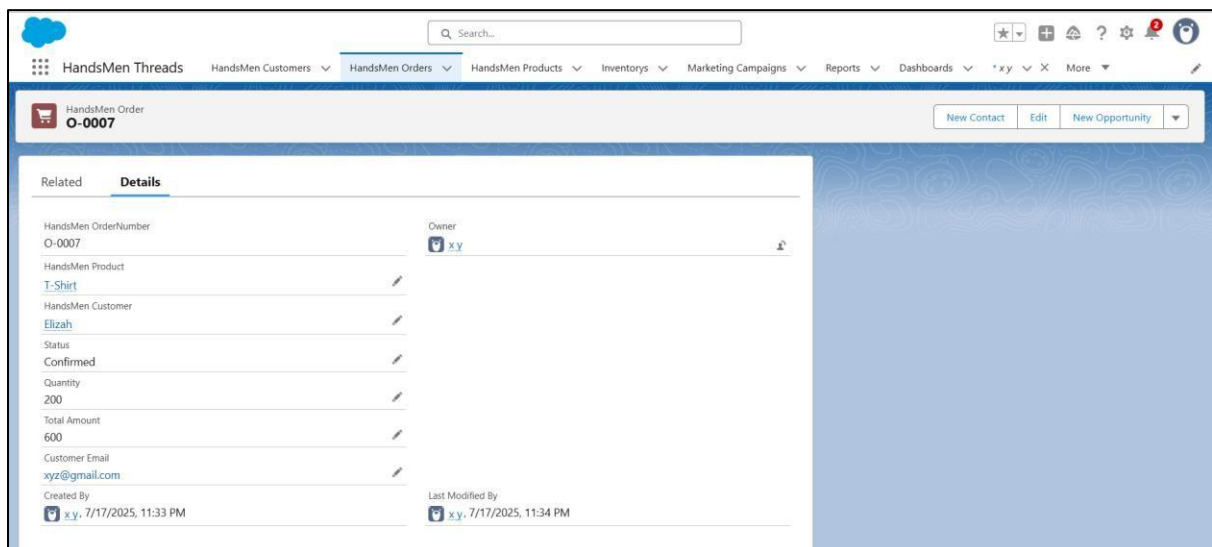 Search...
2
HandsMen Threads HandsMen Customers HandsMen Orders HandsMen Products Inventorys Marketing Campaigns Reports Dashboards * x y More
HandsMen Order
O-0007
New Contact Edit New Opportunity
Related Details
HandsMen OrderNumber
O-0007
Owner
x y
HandsMen Product
T-Shirt
HandsMen Customer
Elizah
Status
Confirmed
Quantity
200
Total Amount
600
Customer Email
xyz@gmail.com
Created By
x y, 7/17/2025, 11:33 PM
Last Modified By
x y, 7/17/2025, 11:34 PM